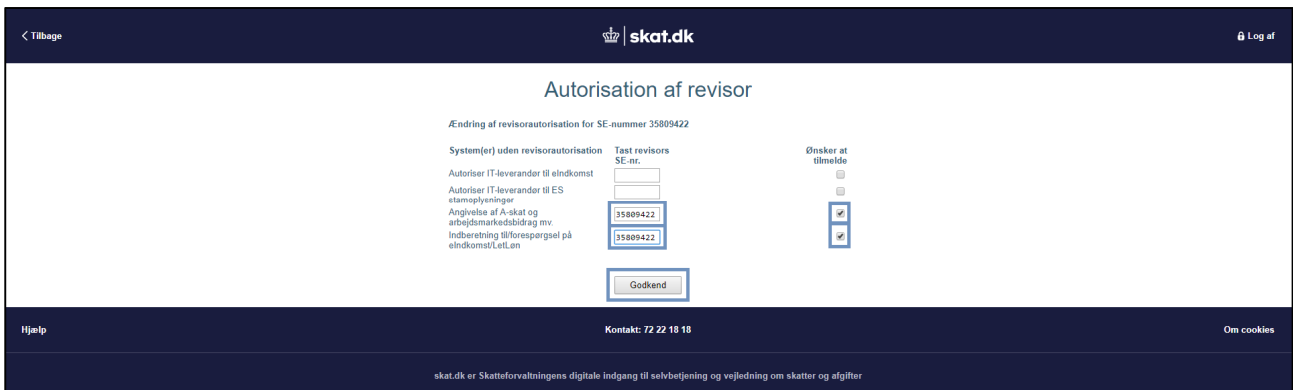 Tilbage
skat.dk
Log af
Autorisation af revisor
Ændring af revisorautorisation for SE-nummer 35809422
System(er) uden revisorautorisation Tast revisors SE-nr. Ønsker at tilmelde
Autoriser IT-leverandør til eIndkomst
Autoriser IT-leverandør til ES
stamoplysninger
Angivelse af A-skat og
arbejdsmarkedsbidrag mv. 35809422
Indberetning til/forespørgsel på
eIndkomst/LetLøn 35809422
Godkend
Hjælp
Kontakt: 72 22 18 18
Om cookies
skat.dk er Skatteforvaltningens digitale indgang til selvbetjening og vejledning om skatter og afgifter